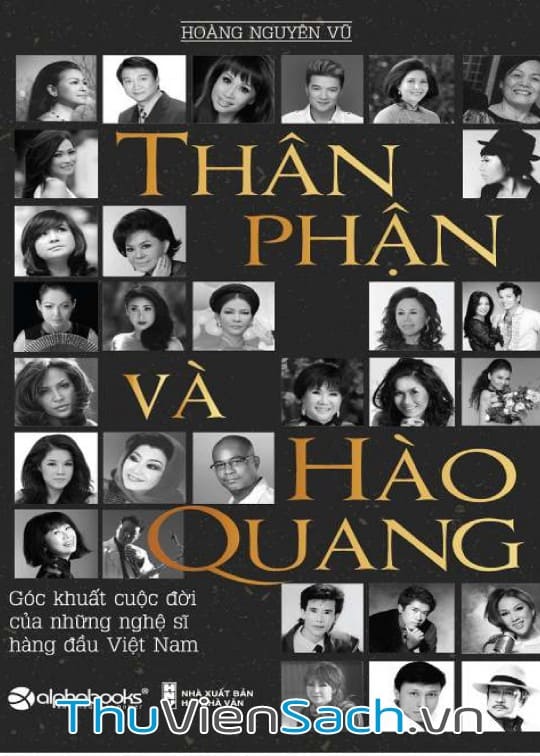 HOÀNG NGUYÊN VŨ
THÂN
PHẬN
VÀ
HÀO
QUANG
Góc khuất cuộc đời
của những nghệ sĩ
hàng đầu Việt Nam
alphabooks®
NHÀ XUẤT BẢN
ThuVienSach.vn